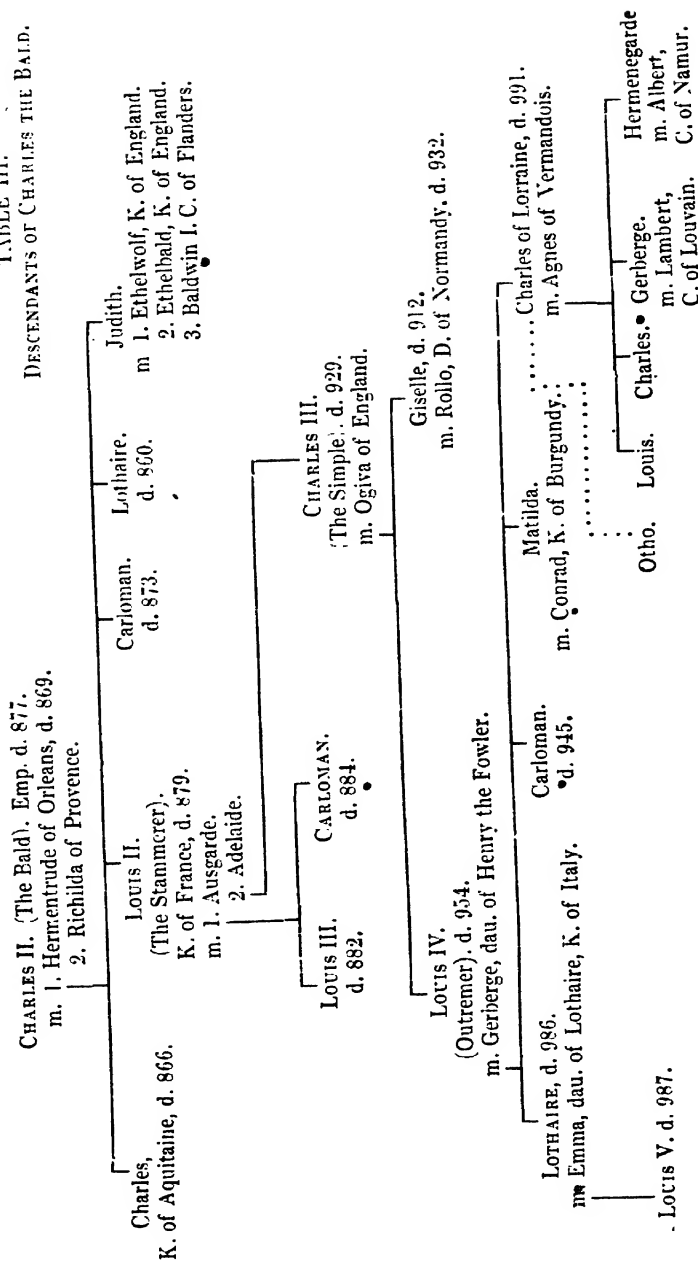 TABLE III.
DESCENDANTS OF CHARLES THE BALD.
CHARLES II. (The Bald). Emp. d. 877.
m. 1. Hermentrude of Orleans, d. 869.
2. Richilda of Provence.
Charles,
K. of Aquitaine, d. 866.
LOUIS II.
(The Stammerer).
K. of France, d. 879.
m. 1. Ausgarde.
2. Adelaide.
Carloman.
d. 873.
Lothaire.
d. 860.
Judith.
m 1. Ethelwolf, K. of England.
2. Ethelbald, K. of England.
3. Baldwin I. C. of Flanders.
LOUIS III.
d. 882.
CARLOMAN.
d. 884.
CHARLES III.
(The Simple). d. 929.
m. Ogiva of England.
LOUIS IV.
(Outremer). d. 954.
m. Gerberge, dau. of Henry the Fowler.
Giselle, d. 912.
m. Rollo, D. of Normandy. d. 932.
LOTHAIRE, d. 986.
m Emma, dau. of Lothaire, K. of Italy.
Carloman.
d. 945.
Matilda.
m. Conrad, K. of Burgundy.
Charles of Lorraine, d. 991.
m. Agnes of Vermandois.
LOUIS V. d. 987.
Otho.
Louis.
Charles.
Gerberge.
m. Lambert,
C. of Louvain.
Hermenegarde
m. Albert,
C. of Namur.